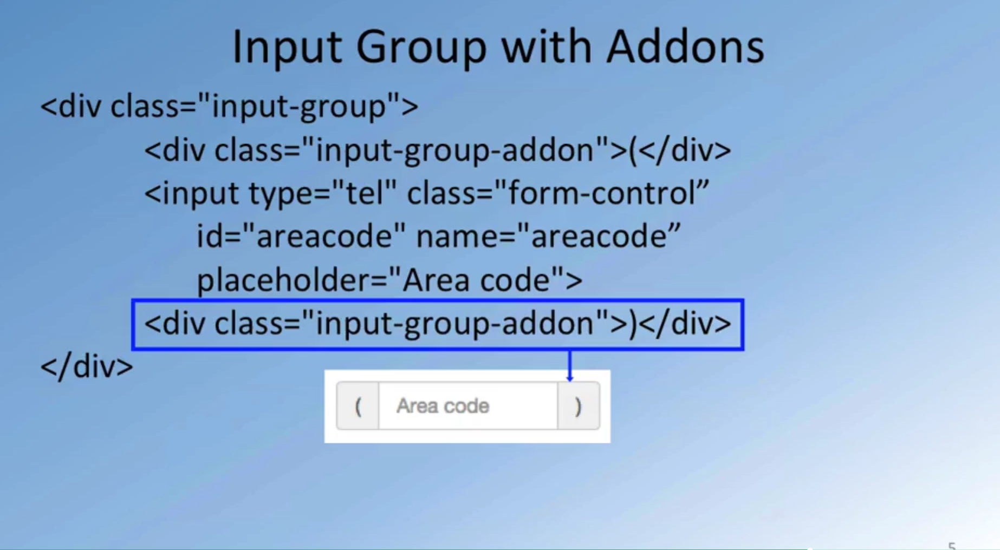 Input Group with Addons
<div class="input-group">
<div class="input-group-addon">(</div>
<input type="tel" class="form-control”
id="areacode" name="areacode”
placeholder="Area code">
<div class="input-group-addon">)</div>
</div>
( Area code )
5